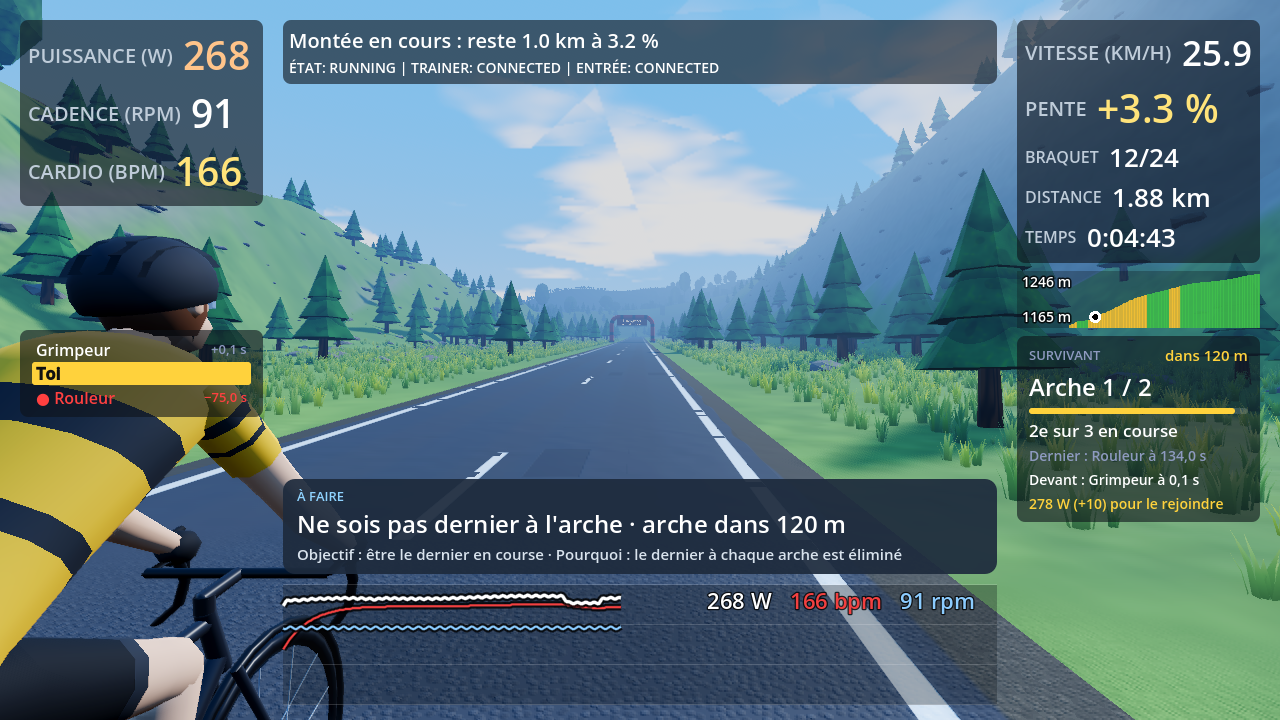 PUISSANCE (W) 268
CADENCE (RPM) 91
CARDIO (BPM) 166
Montée en cours : reste 1.0 km à 3.2 %
ÉTAT: RUNNING | TRAINER: CONNECTED | ENTRÉE: CONNECTED
VITESSE (KM/H) 25.9
PENTE +3.3 %
BRAQUET 12/24
DISTANCE 1.88 km
TEMPS 0:04:43
1246 m
1165 m
Grimpeur +0,1 s
Toi
Rouleur −75,0 s
SURVIVANT dans 120 m
Arche 1 / 2
2e sur 3 en course
Dernier : Rouleur à 134,0 s
Devant : Grimpeur à 0,1 s
278 W (+10) pour le rejoindre
À FAIRE
Ne sois pas dernier à l'arche · arche dans 120 m
Objectif : être le dernier en course · Pourquoi : le dernier à chaque arche est éliminé
268 W 166 bpm 91 rpm